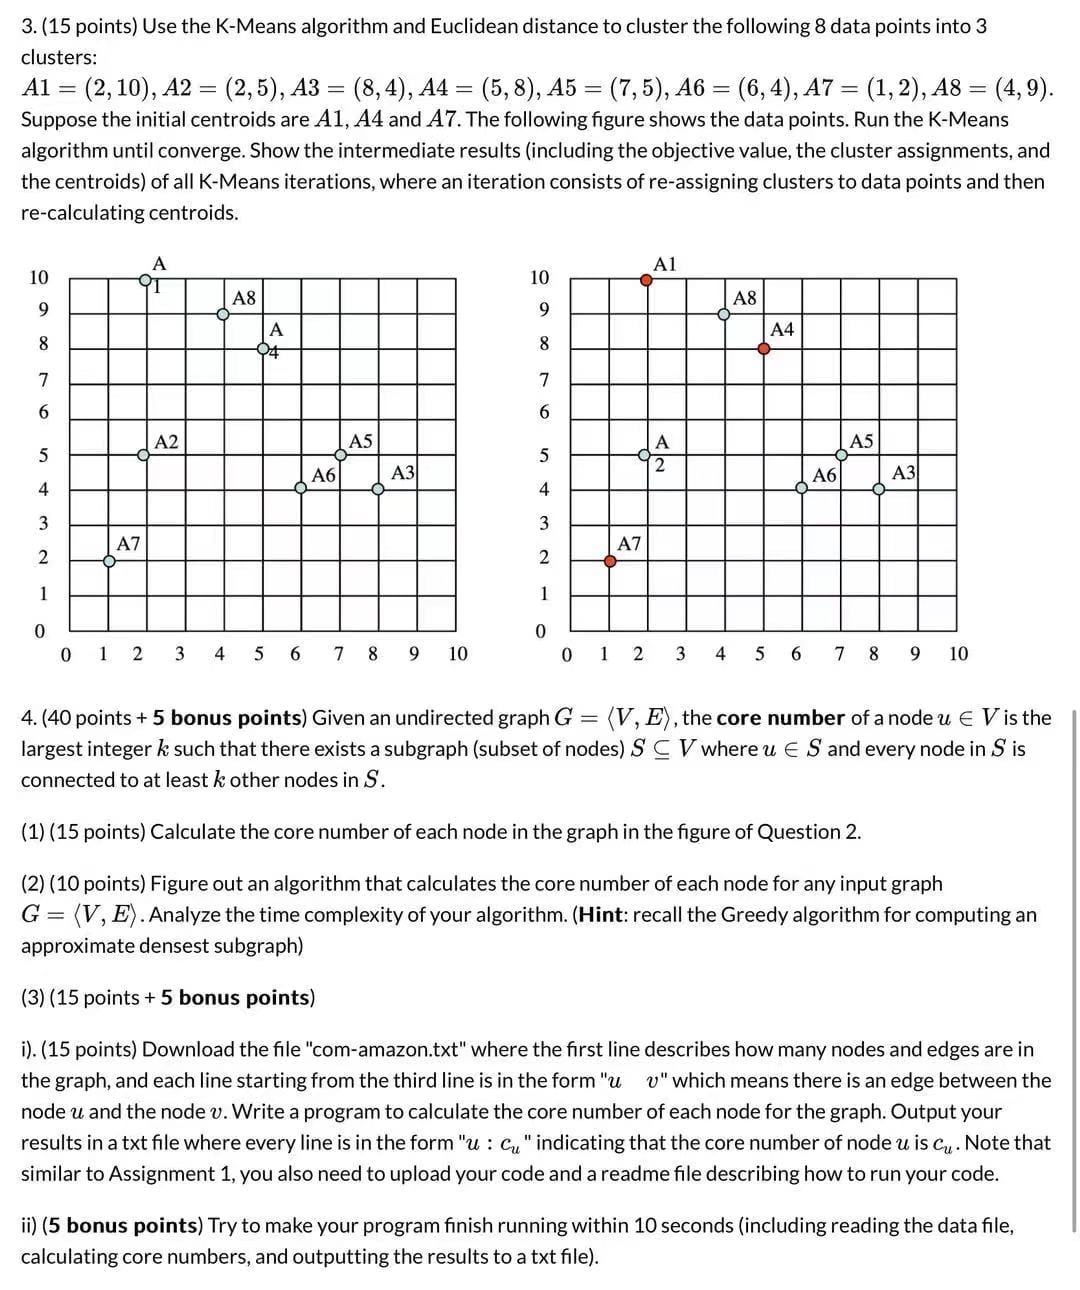 3. (15 points) Use the K-Means algorithm and Euclidean distance to cluster the following 8 data points into 3
clusters:
A1 = (2, 10), A2 = (2, 5), A3 = (8, 4), A4 = (5, 8), A5 = (7, 5), A6 = (6, 4), A7 = (1, 2), A8 = (4, 9).
Suppose the initial centroids are A1, A4 and A7. The following figure shows the data points. Run the K-Means
algorithm until converge. Show the intermediate results (including the objective value, the cluster assignments, and
the centroids) of all K-Means iterations, where an iteration consists of re-assigning clusters to data points and then
re-calculating centroids.
10
9
8
7
6
5
4
3
2
1
0
0 1 2 3 4 5 6 7 8 9 10
A
1
A8
A
4
A2
A5
A6
A3
A7
10
9
8
7
6
5
4
3
2
1
0
0 1 2 3 4 5 6 7 8 9 10
A1
A8
A4
A
2
A5
A6
A3
A7
4. (40 points + 5 bonus points) Given an undirected graph G = ⟨V, E⟩, the core number of a node u ∈ V is the
largest integer k such that there exists a subgraph (subset of nodes) S ⊆ V where u ∈ S and every node in S is
connected to at least k other nodes in S.
(1) (15 points) Calculate the core number of each node in the graph in the figure of Question 2.
(2) (10 points) Figure out an algorithm that calculates the core number of each node for any input graph
G = ⟨V, E⟩. Analyze the time complexity of your algorithm. (Hint: recall the Greedy algorithm for computing an
approximate densest subgraph)
(3) (15 points + 5 bonus points)
i). (15 points) Download the file "com-amazon.txt" where the first line describes how many nodes and edges are in
the graph, and each line starting from the third line is in the form "u    v" which means there is an edge between the
node u and the node v. Write a program to calculate the core number of each node for the graph. Output your
results in a txt file where every line is in the form "u : cᵤ" indicating that the core number of node u is cᵤ. Note that
similar to Assignment 1, you also need to upload your code and a readme file describing how to run your code.
ii) (5 bonus points) Try to make your program finish running within 10 seconds (including reading the data file,
calculating core numbers, and outputting the results to a txt file).